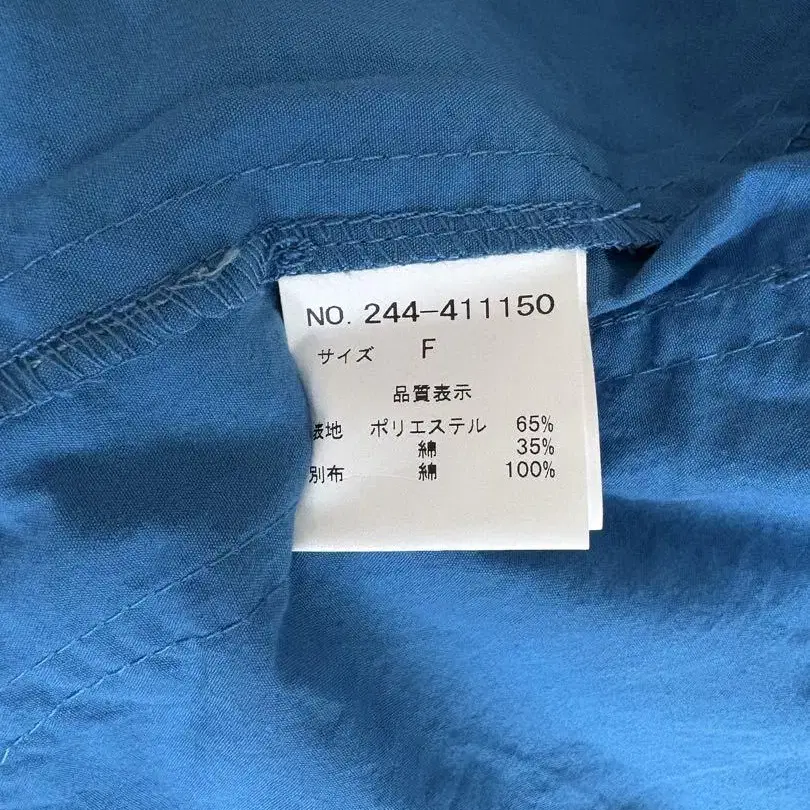 NO. 244-411150
サイズ F
品質表示
表地 ポリエステル 65%
綿 35%
別布 綿 100%